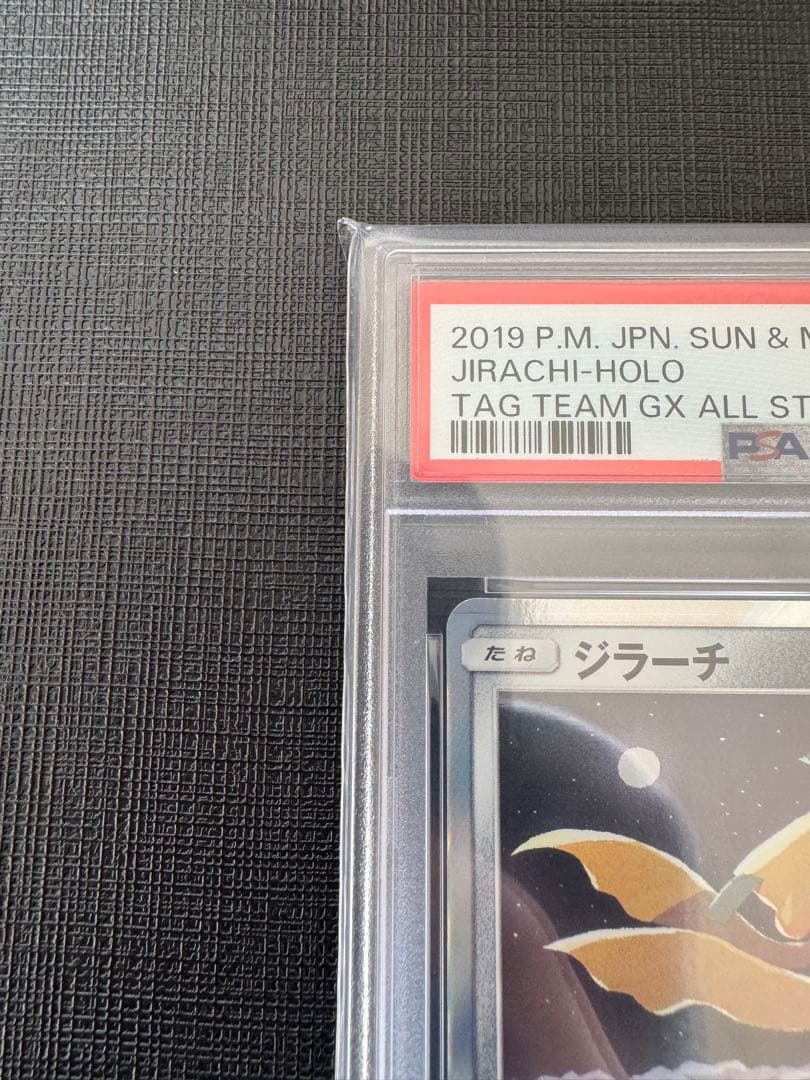 2019 P.M. JPN. SUN &
JIRACHI-HOLO
TAG TEAM GX ALL ST
PSA
たね ジラーチ